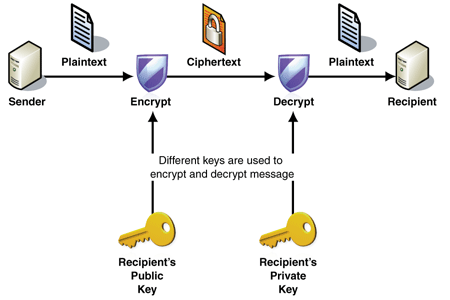 Plaintext
Ciphertext
Plaintext
Sender
Encrypt
Decrypt
Recipient
Different keys are used to
encrypt and decrypt message
Recipient's
Public
Key
Recipient's
Private
Key